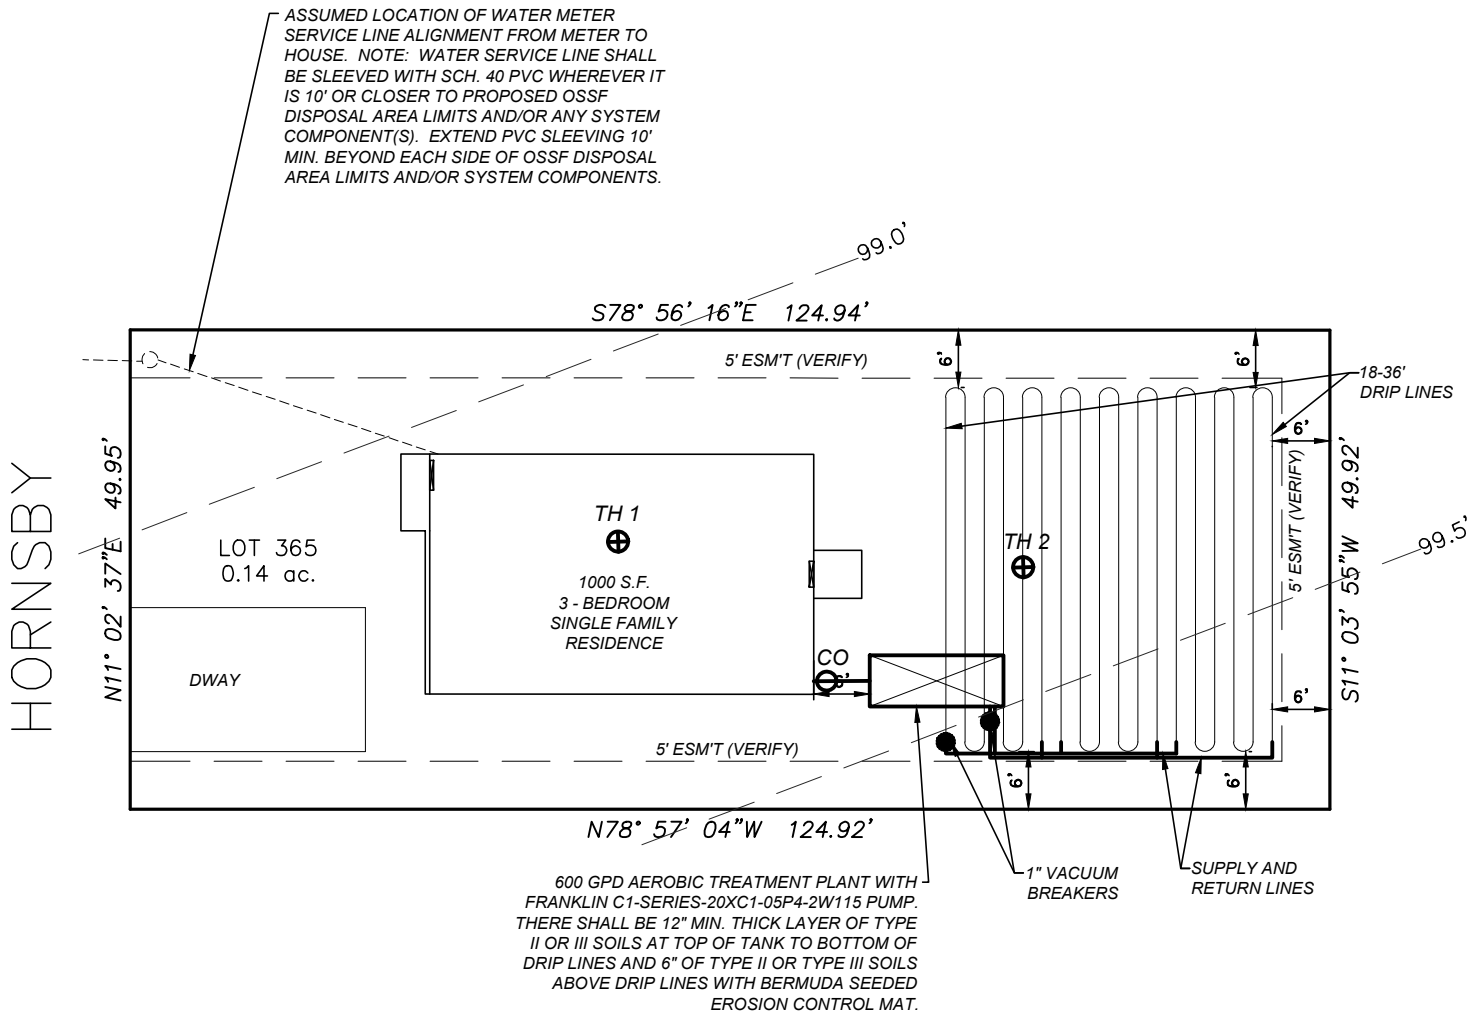 ASSUMED LOCATION OF WATER METER
SERVICE LINE ALIGNMENT FROM METER TO
HOUSE. NOTE: WATER SERVICE LINE SHALL
BE SLEEVED WITH SCH. 40 PVC WHEREVER IT
IS 10' OR CLOSER TO PROPOSED OSSF
DISPOSAL AREA LIMITS AND/OR ANY SYSTEM
COMPONENT(S). EXTEND PVC SLEEVING 10'
MIN. BEYOND EACH SIDE OF OSSF DISPOSAL
AREA LIMITS AND/OR SYSTEM COMPONENTS.
99.0'
S78° 56' 16"E 124.94'
5' ESM'T (VERIFY)
6'
6'
18-36'
DRIP LINES
6'
HORNSBY
N11° 02' 37"E 49.95'
LOT 365
0.14 ac.
TH 1
1000 S.F.
3 - BEDROOM
SINGLE FAMILY
RESIDENCE
TH 2
5' ESM'T (VERIFY)
S11° 03' 55"W 49.92'
99.5'
DWAY
CO
6'
5' ESM'T (VERIFY)
6'
6'
N78° 57' 04"W 124.92'
600 GPD AEROBIC TREATMENT PLANT WITH
FRANKLIN C1-SERIES-20XC1-05P4-2W115 PUMP.
THERE SHALL BE 12" MIN. THICK LAYER OF TYPE
II OR III SOILS AT TOP OF TANK TO BOTTOM OF
DRIP LINES AND 6" OF TYPE II OR TYPE III SOILS
ABOVE DRIP LINES WITH BERMUDA SEEDED
EROSION CONTROL MAT.
1" VACUUM
BREAKERS
SUPPLY AND
RETURN LINES